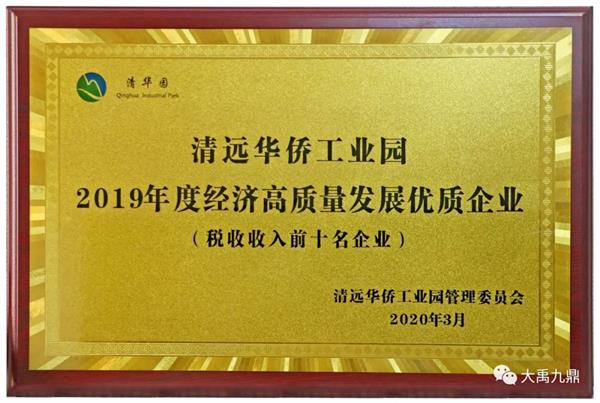 清华园
Qinghua Industrial Park
清远华侨工业园
2019年度经济高质量发展优质企业
（税收收入前十名企业）
清远华侨工业园管理委员会
2020年3月
大禹九鼎